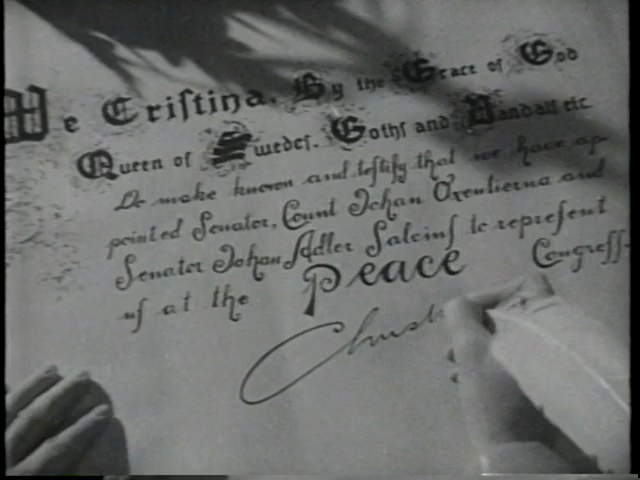 We Cristina. By the Grace of God
Queen of Swedes. Goths and Vandals etc
Do make known and testify that we have ap
pointed Senator, Count Johan Oxentierna and
Senator Johan Adler Salvius to represent
us at the Peace Congress-
Christ